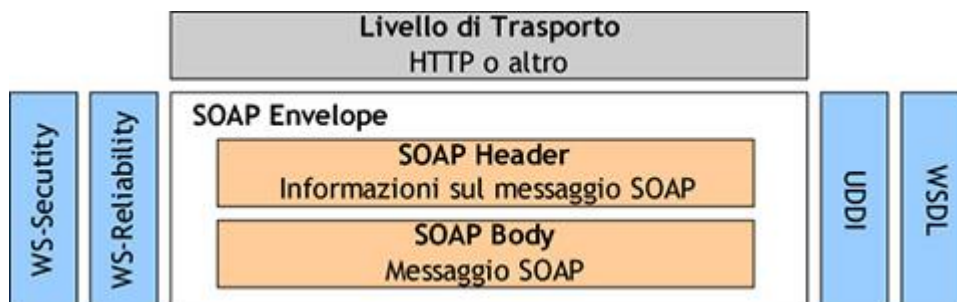 Livello di Trasporto
HTTP o altro
WS-Secutity
WS-Reliability
SOAP Envelope
SOAP Header
Informazioni sul messaggio SOAP
SOAP Body
Messaggio SOAP
UDDI
WSDL